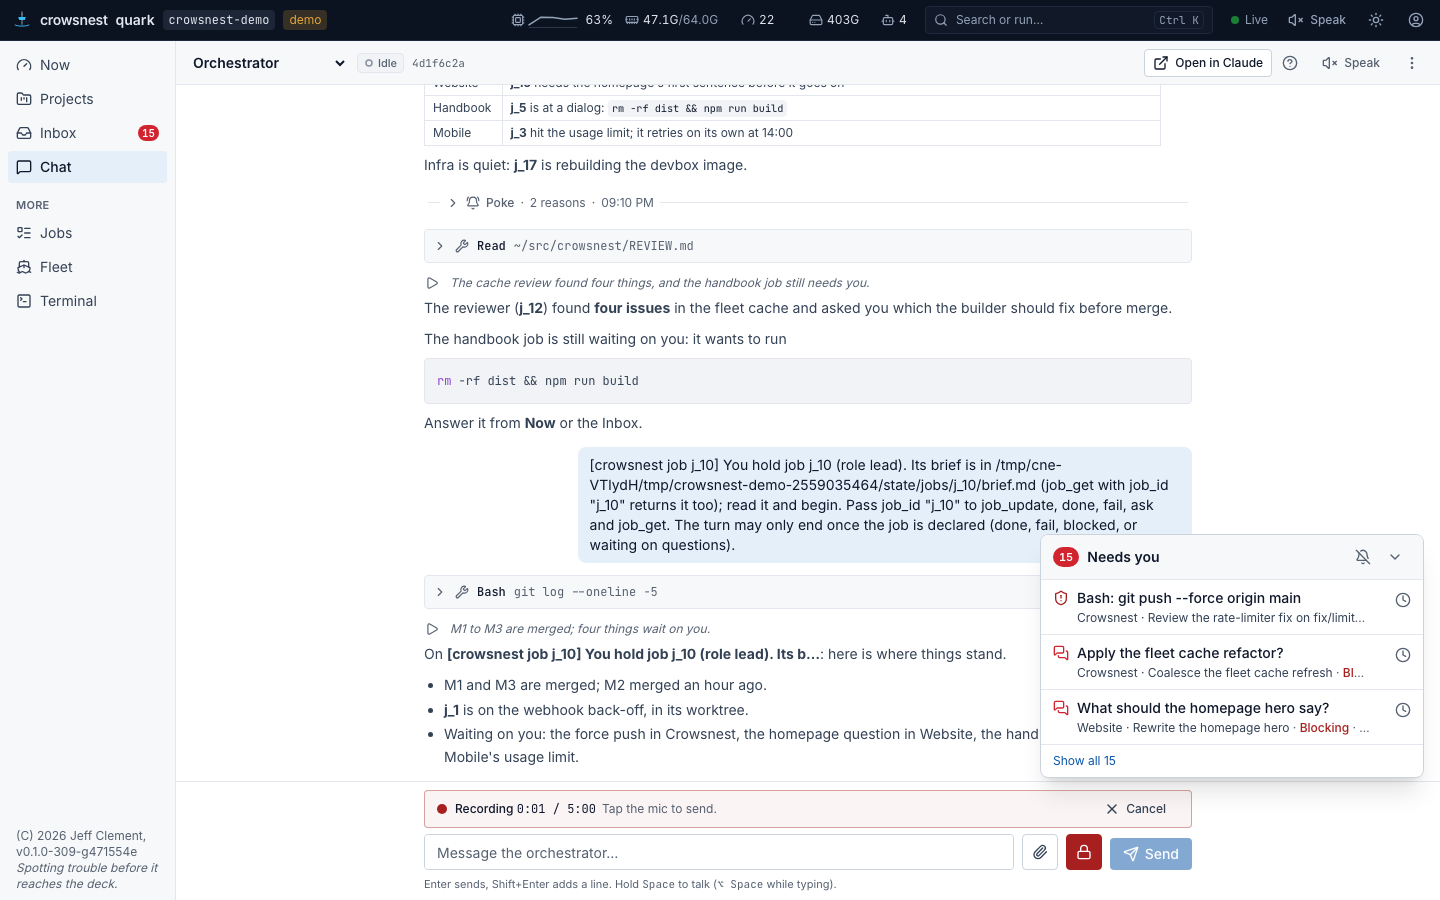 crowsnest quark crowsnest-demo demo 63% 47.1G/64.0G 22 403G 4 Search or run... Ctrl K Live Speak
Now
Projects
Inbox 15
Chat
MORE
Jobs
Fleet
Terminal
(C) 2026 Jeff Clement,
v0.1.0-309-g471554e
Spotting trouble before it
reaches the deck.
Orchestrator Idle 4d1f6c2a Open in Claude Speak
Website j_15 needs the homepage's first sentence before it goes on
Handbook j_5 is at a dialog: rm -rf dist && npm run build
Mobile j_3 hit the usage limit; it retries on its own at 14:00
Infra is quiet: j_17 is rebuilding the devbox image.
Poke · 2 reasons · 09:10 PM
Read ~/src/crowsnest/REVIEW.md
The cache review found four things, and the handbook job still needs you.
The reviewer (j_12) found four issues in the fleet cache and asked you which the builder should fix before merge.
The handbook job is still waiting on you: it wants to run
rm -rf dist && npm run build
Answer it from Now or the Inbox.
[crowsnest job j_10] You hold job j_10 (role lead). Its brief is in /tmp/cne-
VTlydH/tmp/crowsnest-demo-2559035464/state/jobs/j_10/brief.md (job_get with job_id
"j_10" returns it too); read it and begin. Pass job_id "j_10" to job_update, done, fail, ask
and job_get. The turn may only end once the job is declared (done, fail, blocked, or
waiting on questions).
Bash git log --oneline -5
M1 to M3 are merged; four things wait on you.
On [crowsnest job j_10] You hold job j_10 (role lead). Its b...: here is where things stand.
• M1 and M3 are merged; M2 merged an hour ago.
• j_1 is on the webhook back-off, in its worktree.
• Waiting on you: the force push in Crowsnest, the homepage question in Website, the hand
Mobile's usage limit.
15 Needs you
Bash: git push --force origin main
Crowsnest · Review the rate-limiter fix on fix/limit...
Apply the fleet cache refactor?
Crowsnest · Coalesce the fleet cache refresh · Bl...
What should the homepage hero say?
Website · Rewrite the homepage hero · Blocking · ...
Show all 15
Recording 0:01 / 5:00 Tap the mic to send. Cancel
Message the orchestrator... Send
Enter sends, Shift+Enter adds a line. Hold Space to talk (⌥ Space while typing).